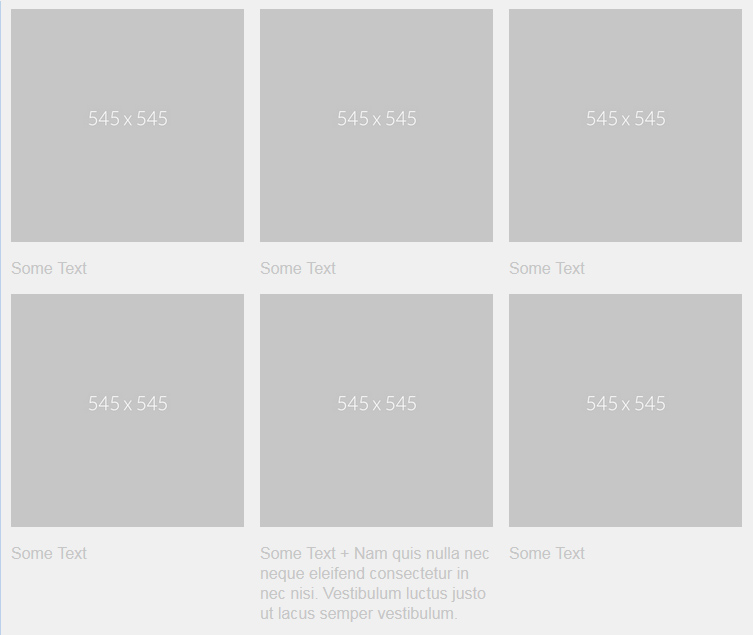 545 x 545
545 x 545
545 x 545
Some Text
Some Text
Some Text
545 x 545
545 x 545
545 x 545
Some Text
Some Text + Nam quis nulla nec
neque eleifend consectetur in
nec nisi. Vestibulum luctus justo
ut lacus semper vestibulum.
Some Text